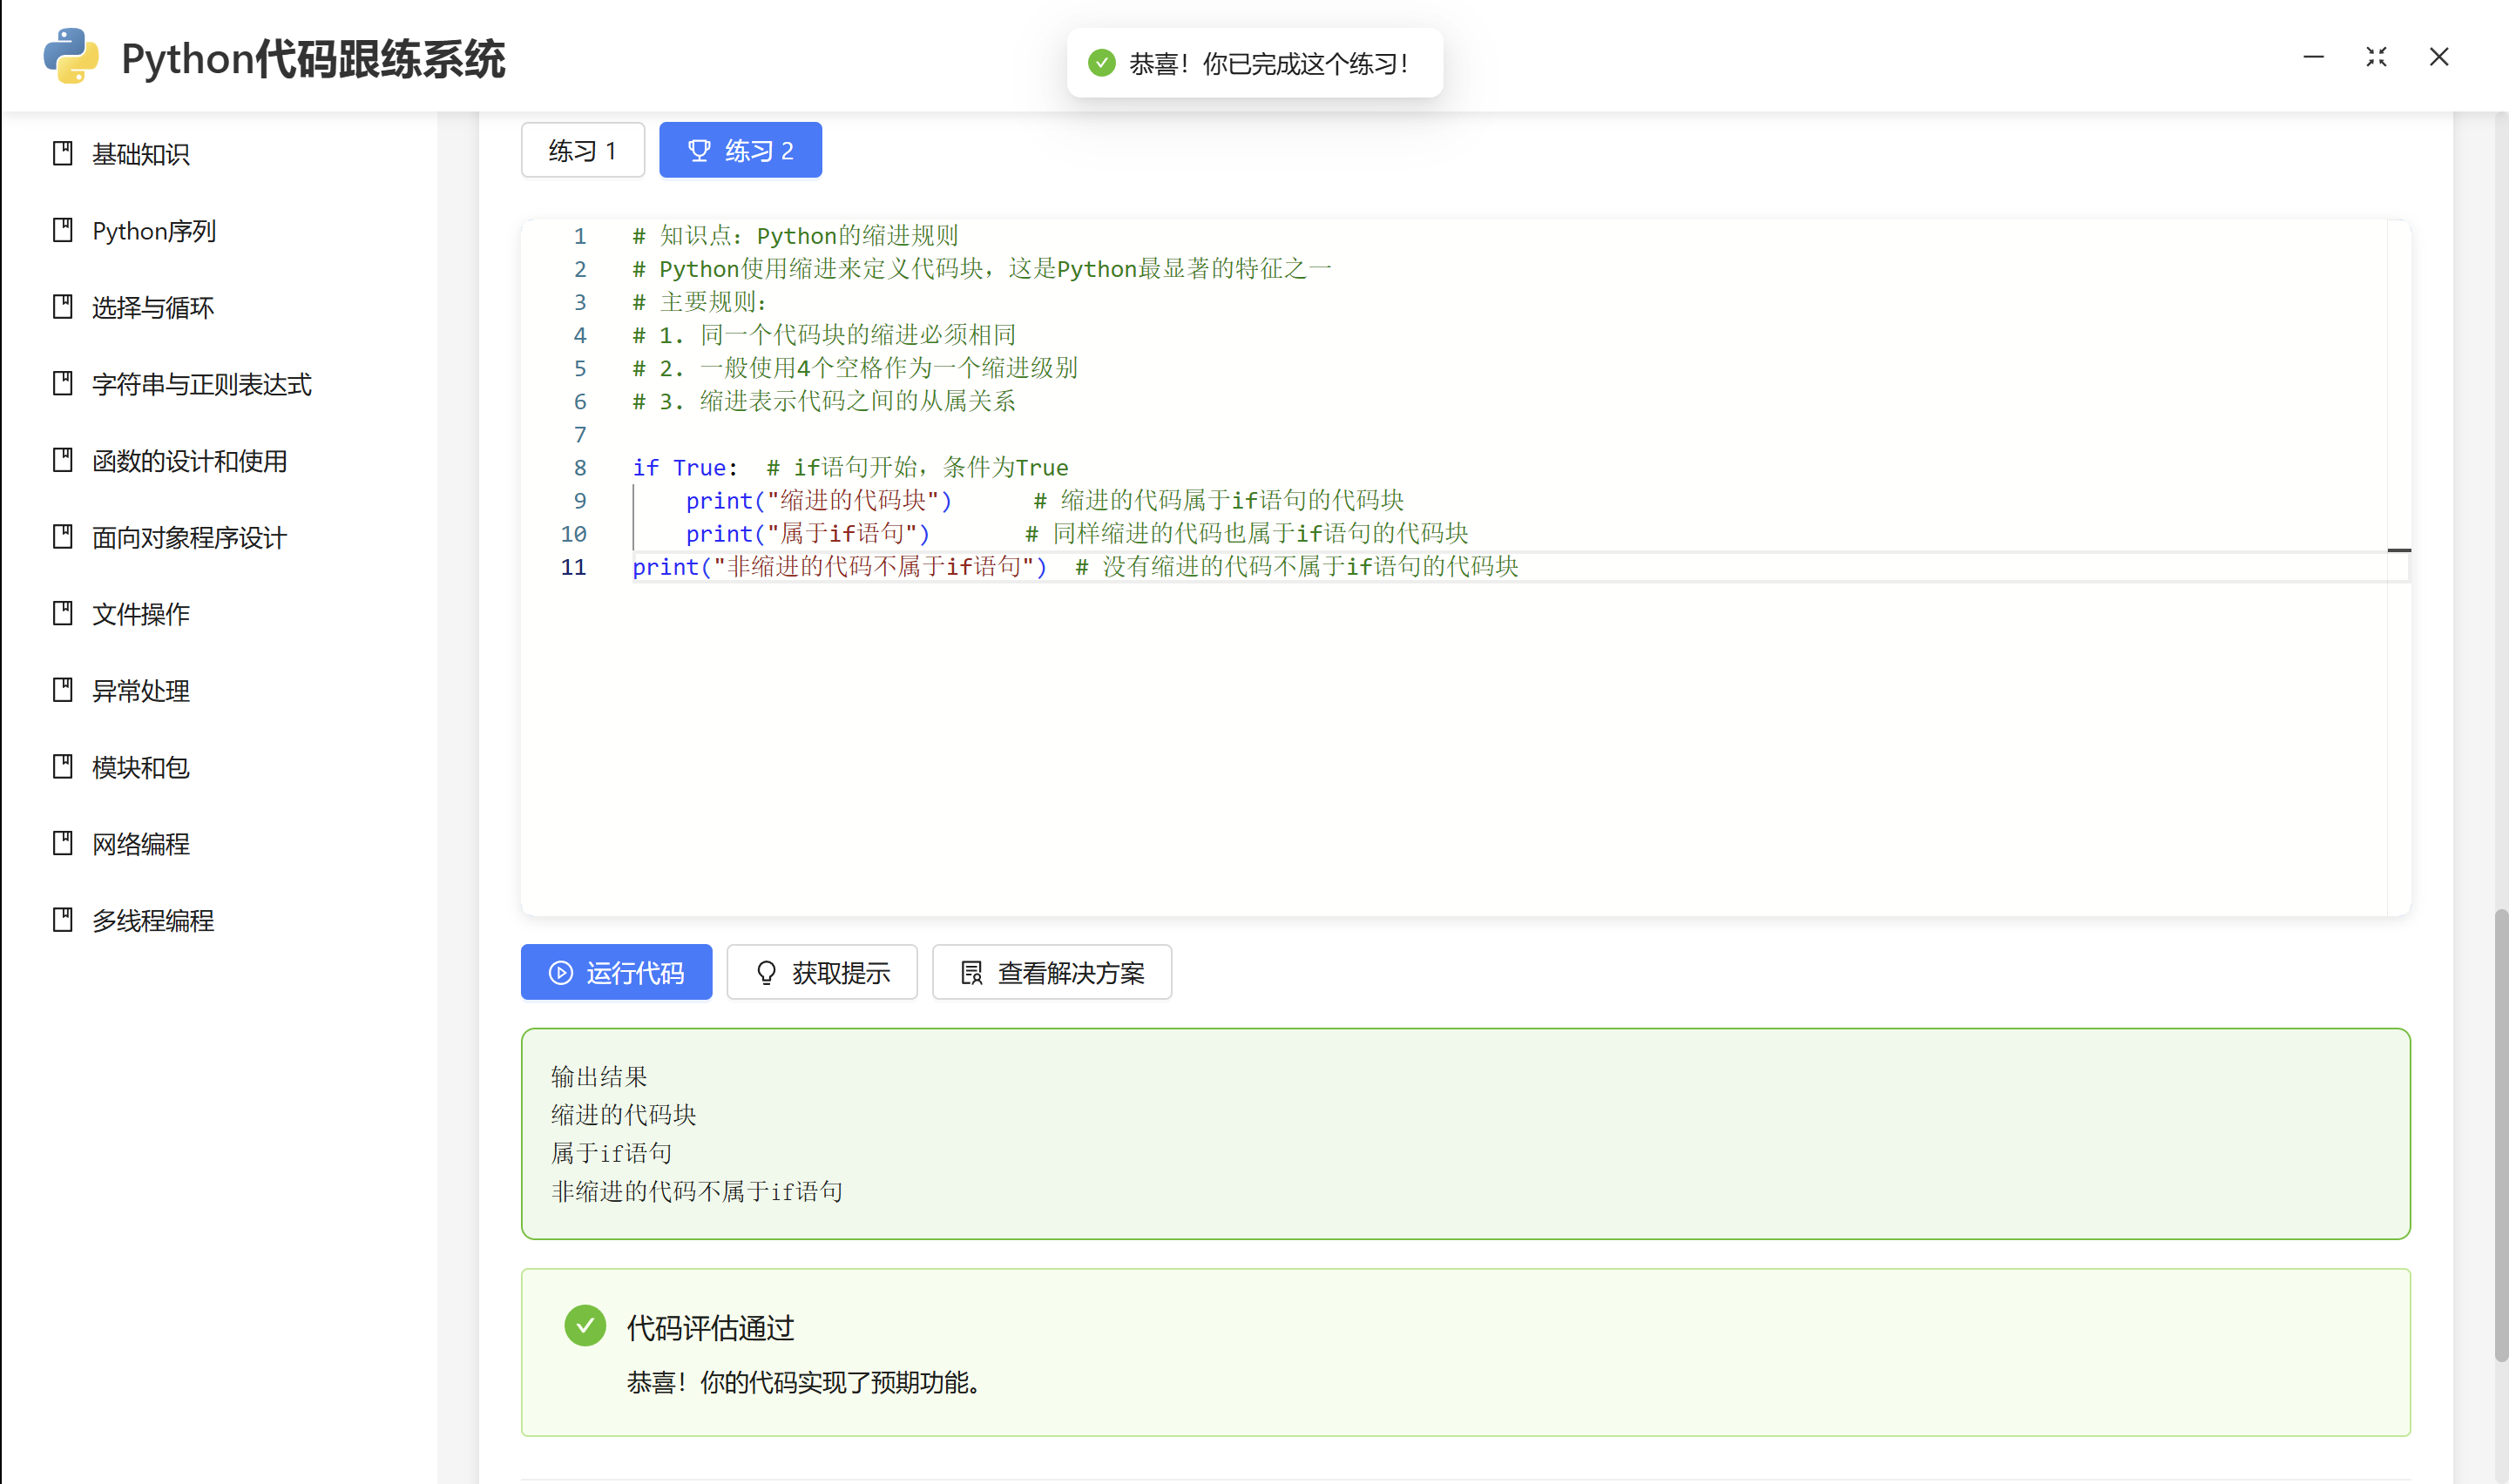 Python代码跟练系统
恭喜！你已完成这个练习！
基础知识
Python序列
选择与循环
字符串与正则表达式
函数的设计和使用
面向对象程序设计
文件操作
异常处理
模块和包
网络编程
多线程编程
练习 1
练习 2
1 # 知识点：Python的缩进规则
2 # Python使用缩进来定义代码块，这是Python最显著的特征之一
3 # 主要规则：
4 # 1. 同一个代码块的缩进必须相同
5 # 2. 一般使用4个空格作为一个缩进级别
6 # 3. 缩进表示代码之间的从属关系
7
8 if True:  # if语句开始，条件为True
9     print("缩进的代码块")      # 缩进的代码属于if语句的代码块
10     print("属于if语句")       # 同样缩进的代码也属于if语句的代码块
11 print("非缩进的代码不属于if语句")  # 没有缩进的代码不属于if语句的代码块
运行代码
获取提示
查看解决方案
输出结果
缩进的代码块
属于if语句
非缩进的代码不属于if语句
代码评估通过
恭喜！你的代码实现了预期功能。